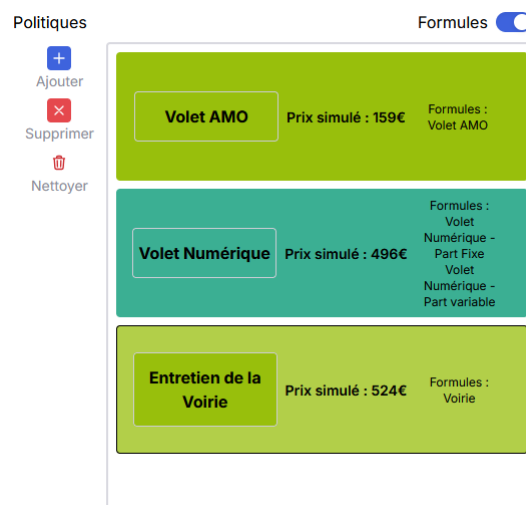 Politiques
Formules
Ajouter
Supprimer
Nettoyer
Volet AMO
Prix simulé : 159€
Formules :
Volet AMO
Volet Numérique
Prix simulé : 496€
Formules :
Volet
Numérique -
Part Fixe
Volet
Numérique -
Part variable
Entretien de la
Voirie
Prix simulé : 524€
Formules :
Voirie